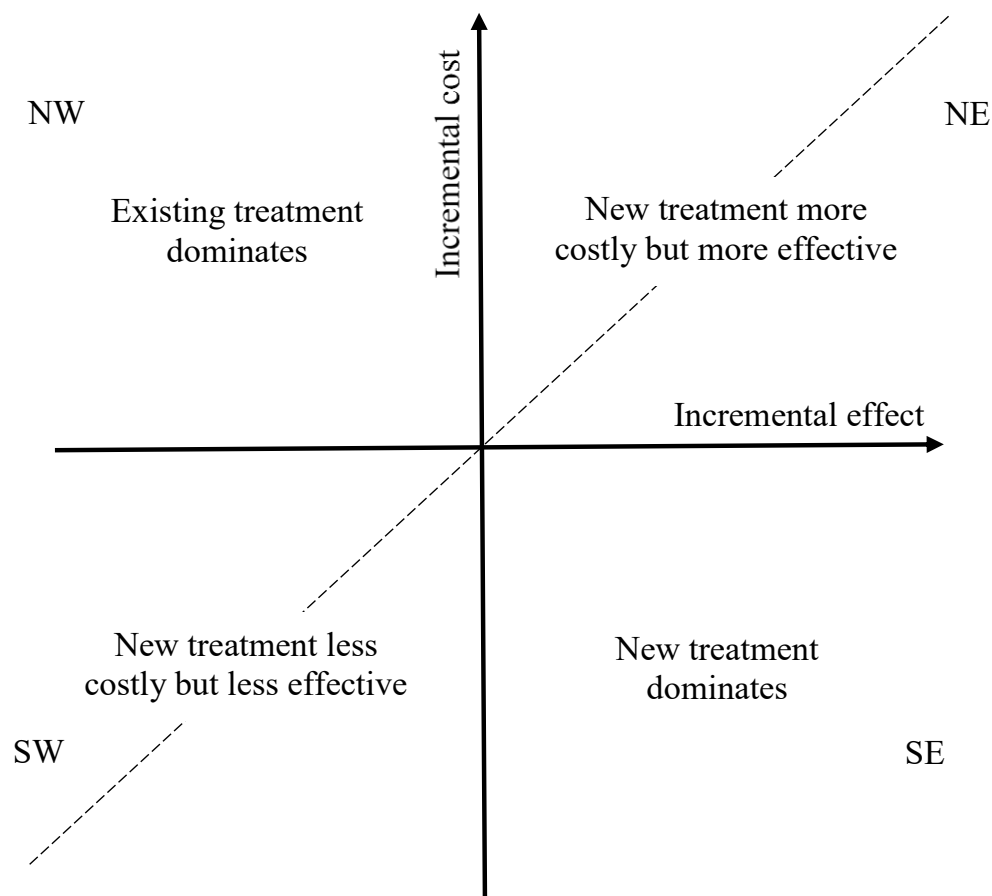 Incremental cost
NW
NE
Existing treatment
dominates
New treatment more
costly but more effective
Incremental effect
New treatment less
costly but less effective
New treatment
dominates
SW
SE